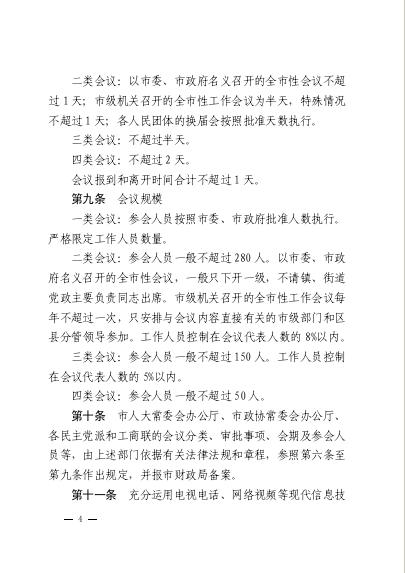 二类会议：以市委、市政府名义召开的全市性会议不超
过 1 天；市级机关召开的全市性工作会议为半天，特殊情况
不超过 1 天；各人民团体的换届会按照批准天数执行。
三类会议：不超过半天。
四类会议：不超过 2 天。
会议报到和离开时间合计不超过 1 天。
第九条 会议规模
一类会议：参会人员按照市委、市政府批准人数执行。
严格限定工作人员数量。
二类会议：参会人员一般不超过 280 人。以市委、市政
府名义召开的全市性会议，一般只下开一级，不请镇、街道
党政主要负责同志出席。市级机关召开的全市性工作会议每
年不超过一次，只安排与会议内容直接有关的市级部门和区
县分管领导参加。工作人员控制在会议代表人数的 8%以内。
三类会议：参会人员一般不超过 150 人。工作人员控制
在会议代表人数的 5%以内。
四类会议：参会人员一般不超过 50 人。
第十条 市人大常委会办公厅、市政协常委会办公厅、
各民主党派和工商联的会议分类、审批事项、会期及参会人
员等，由上述部门依据有关法律法规和章程，参照第六条至
第九条作出规定，并报市财政局备案。
第十一条 充分运用电视电话、网络视频等现代信息技
— 4 —